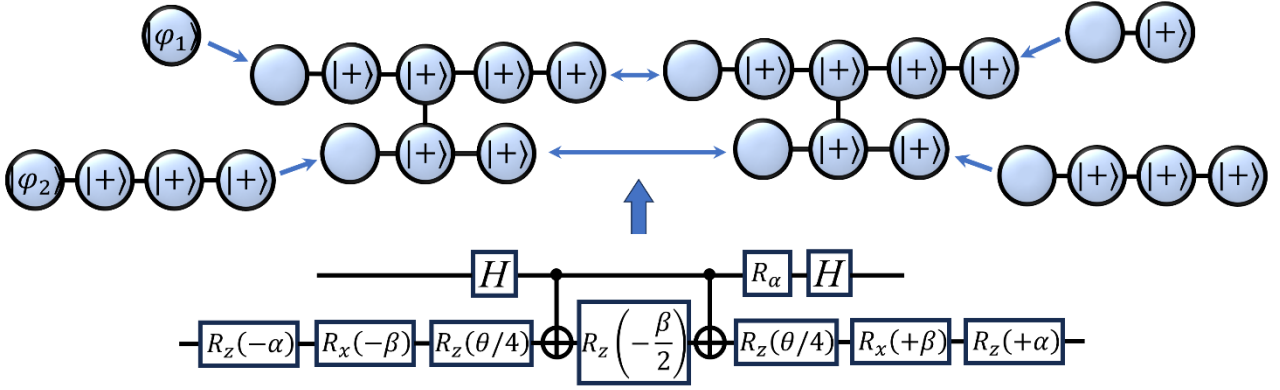 |φ₁⟩
|+⟩ |+⟩ |+⟩ |+⟩ |+⟩ |+⟩ |+⟩ |+⟩ |+⟩
|φ₂⟩ |+⟩ |+⟩ |+⟩ |+⟩ |+⟩ |+⟩ |+⟩ |+⟩ |+⟩ |+⟩
H R_α H
R_z(−α) R_x(−β) R_z(θ/4) R_z(−β/2) R_z(θ/4) R_x(+β) R_z(+α)